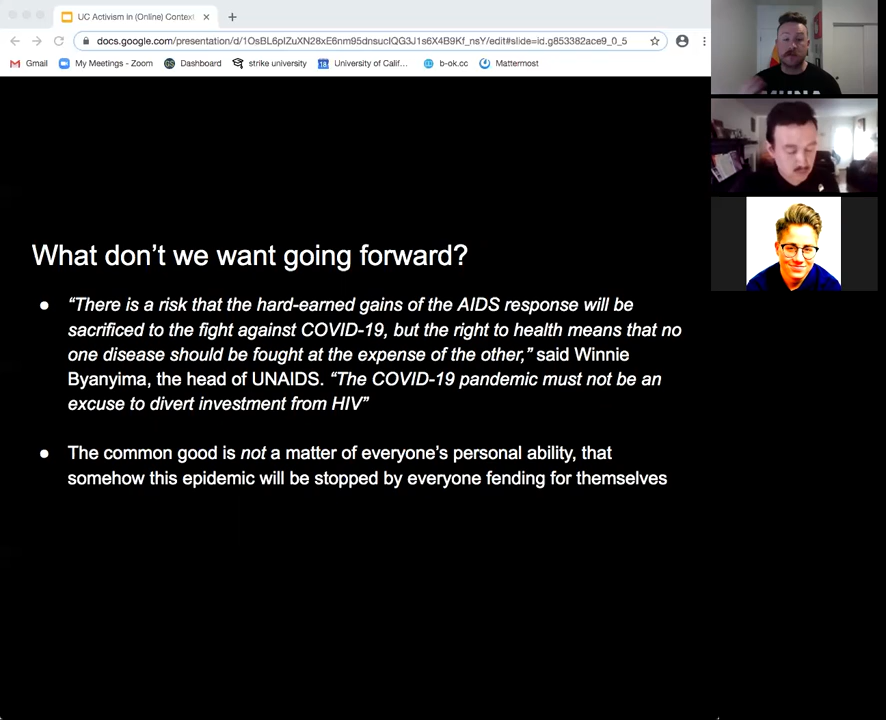 UC Activism In (Online) Context
docs.google.com/presentation/d/1OsBL6pIZuXN28xE6nm95dnsucIQG3J1s6X4B9Kf_nsY/edit#slide=id.g853382ace9_0_5
Gmail My Meetings - Zoom Dashboard strike university University of Calif... b-ok.cc Mattermost
What don’t we want going forward?
● “There is a risk that the hard-earned gains of the AIDS response will be
sacrificed to the fight against COVID-19, but the right to health means that no
one disease should be fought at the expense of the other,” said Winnie
Byanyima, the head of UNAIDS. “The COVID-19 pandemic must not be an
excuse to divert investment from HIV”
● The common good is not a matter of everyone’s personal ability, that
somehow this epidemic will be stopped by everyone fending for themselves